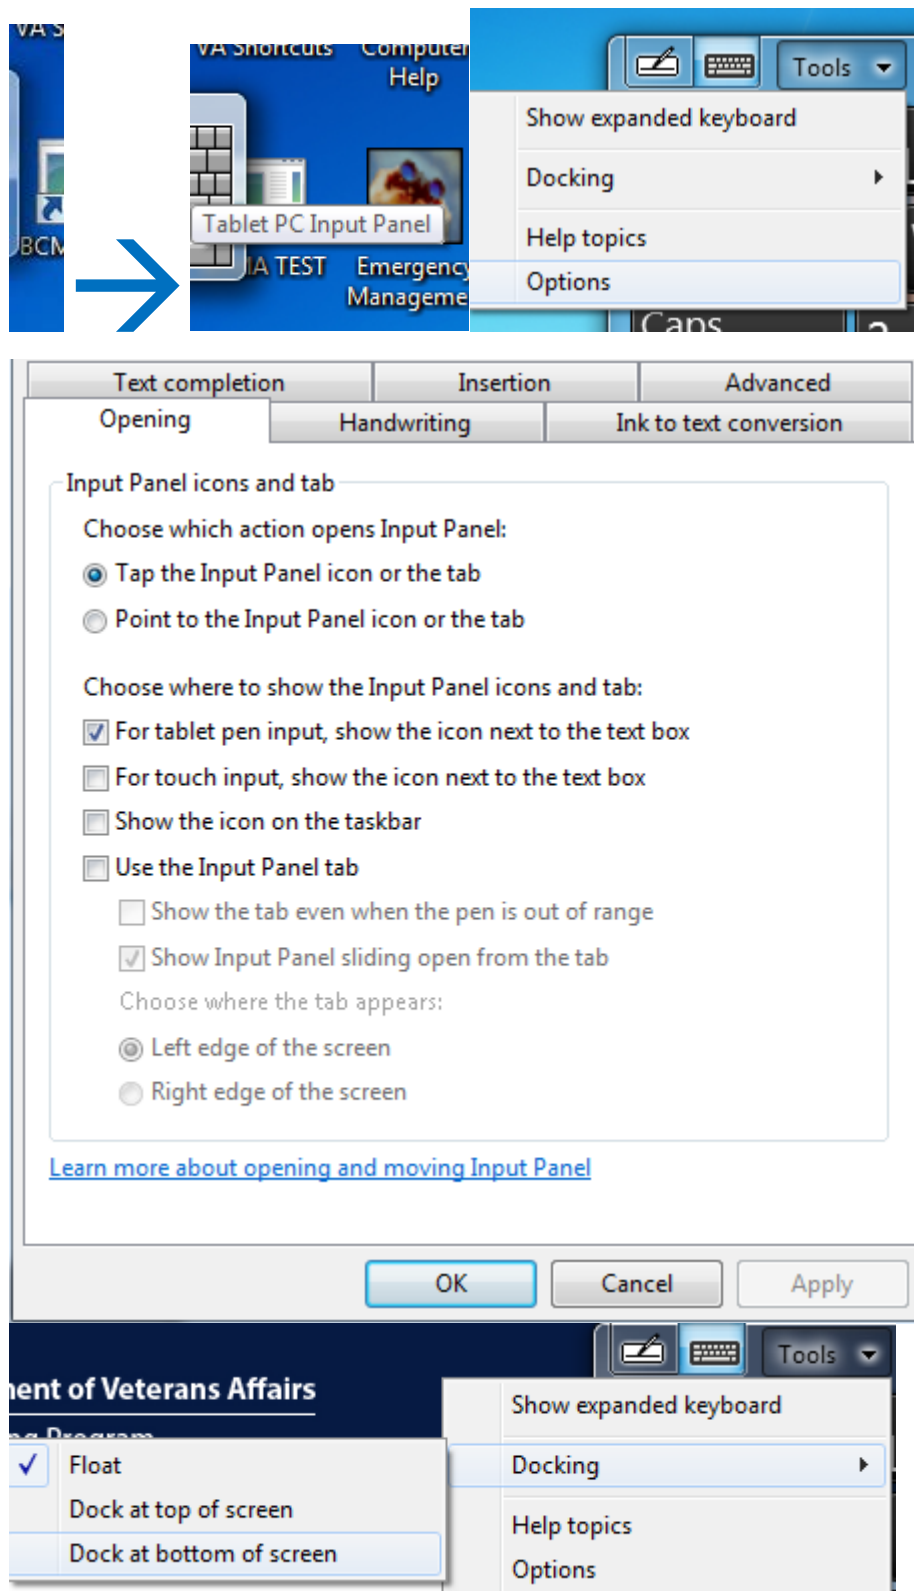 VA S
BCM
VA Shortcuts
Computer
Help
Tablet PC Input Panel
IA TEST
Emergency
Manageme
Tools
Show expanded keyboard
Docking
Help topics
Options
Caps
Text completion
Insertion
Advanced
Opening
Handwriting
Ink to text conversion
Input Panel icons and tab
Choose which action opens Input Panel:
Tap the Input Panel icon or the tab
Point to the Input Panel icon or the tab
Choose where to show the Input Panel icons and tab:
For tablet pen input, show the icon next to the text box
For touch input, show the icon next to the text box
Show the icon on the taskbar
Use the Input Panel tab
Show the tab even when the pen is out of range
Show Input Panel sliding open from the tab
Choose where the tab appears:
Left edge of the screen
Right edge of the screen
Learn more about opening and moving Input Panel
OK
Cancel
Apply
ent of Veterans Affairs
ng Program
Tools
Show expanded keyboard
Docking
Help topics
Options
Float
Dock at top of screen
Dock at bottom of screen